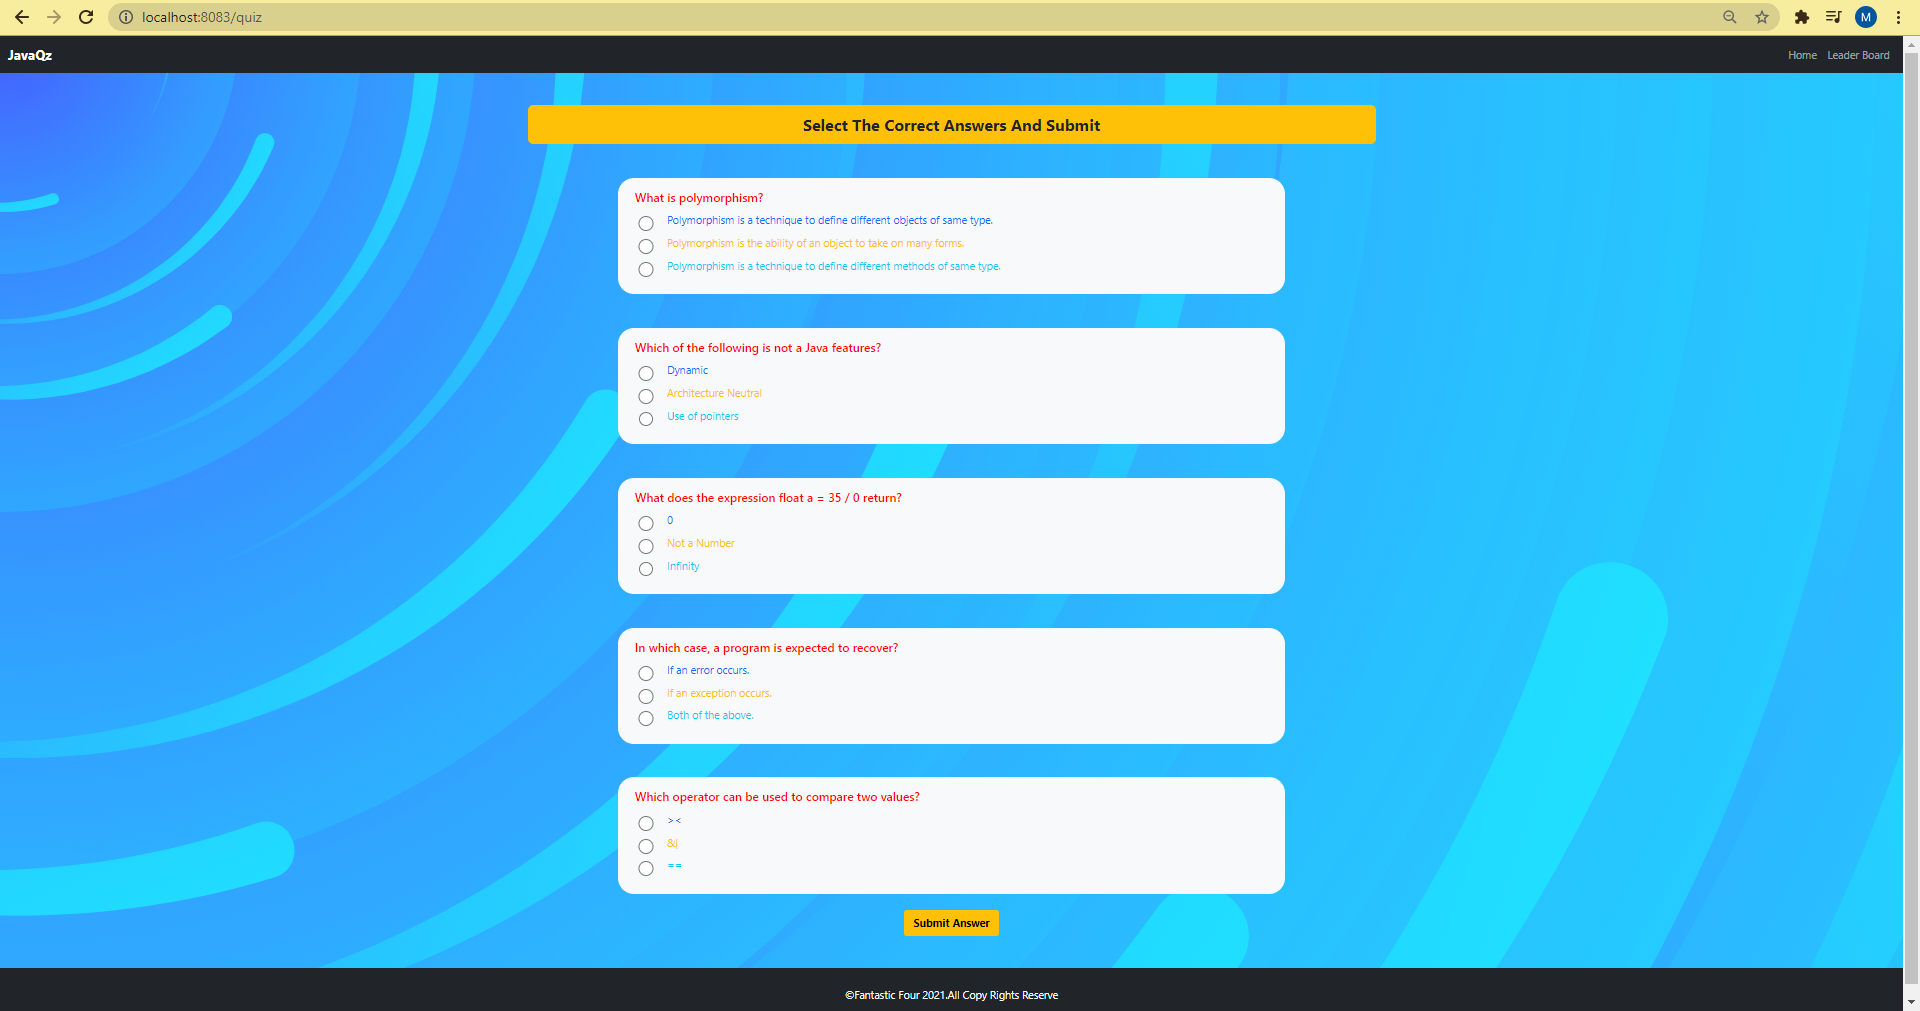 localhost:8083/quiz
M
JavaQz
Home Leader Board
Select The Correct Answers And Submit
What is polymorphism?
Polymorphism is a technique to define different objects of same type.
Polymorphism is the ability of an object to take on many forms.
Polymorphism is a technique to define different methods of same type.
Which of the following is not a Java features?
Dynamic
Architecture Neutral
Use of pointers
What does the expression float a = 35 / 0 return?
0
Not a Number
Infinity
In which case, a program is expected to recover?
If an error occurs.
If an exception occurs.
Both of the above.
Which operator can be used to compare two values?
><
&|
==
Submit Answer
©Fantastic Four 2021.All Copy Rights Reserve